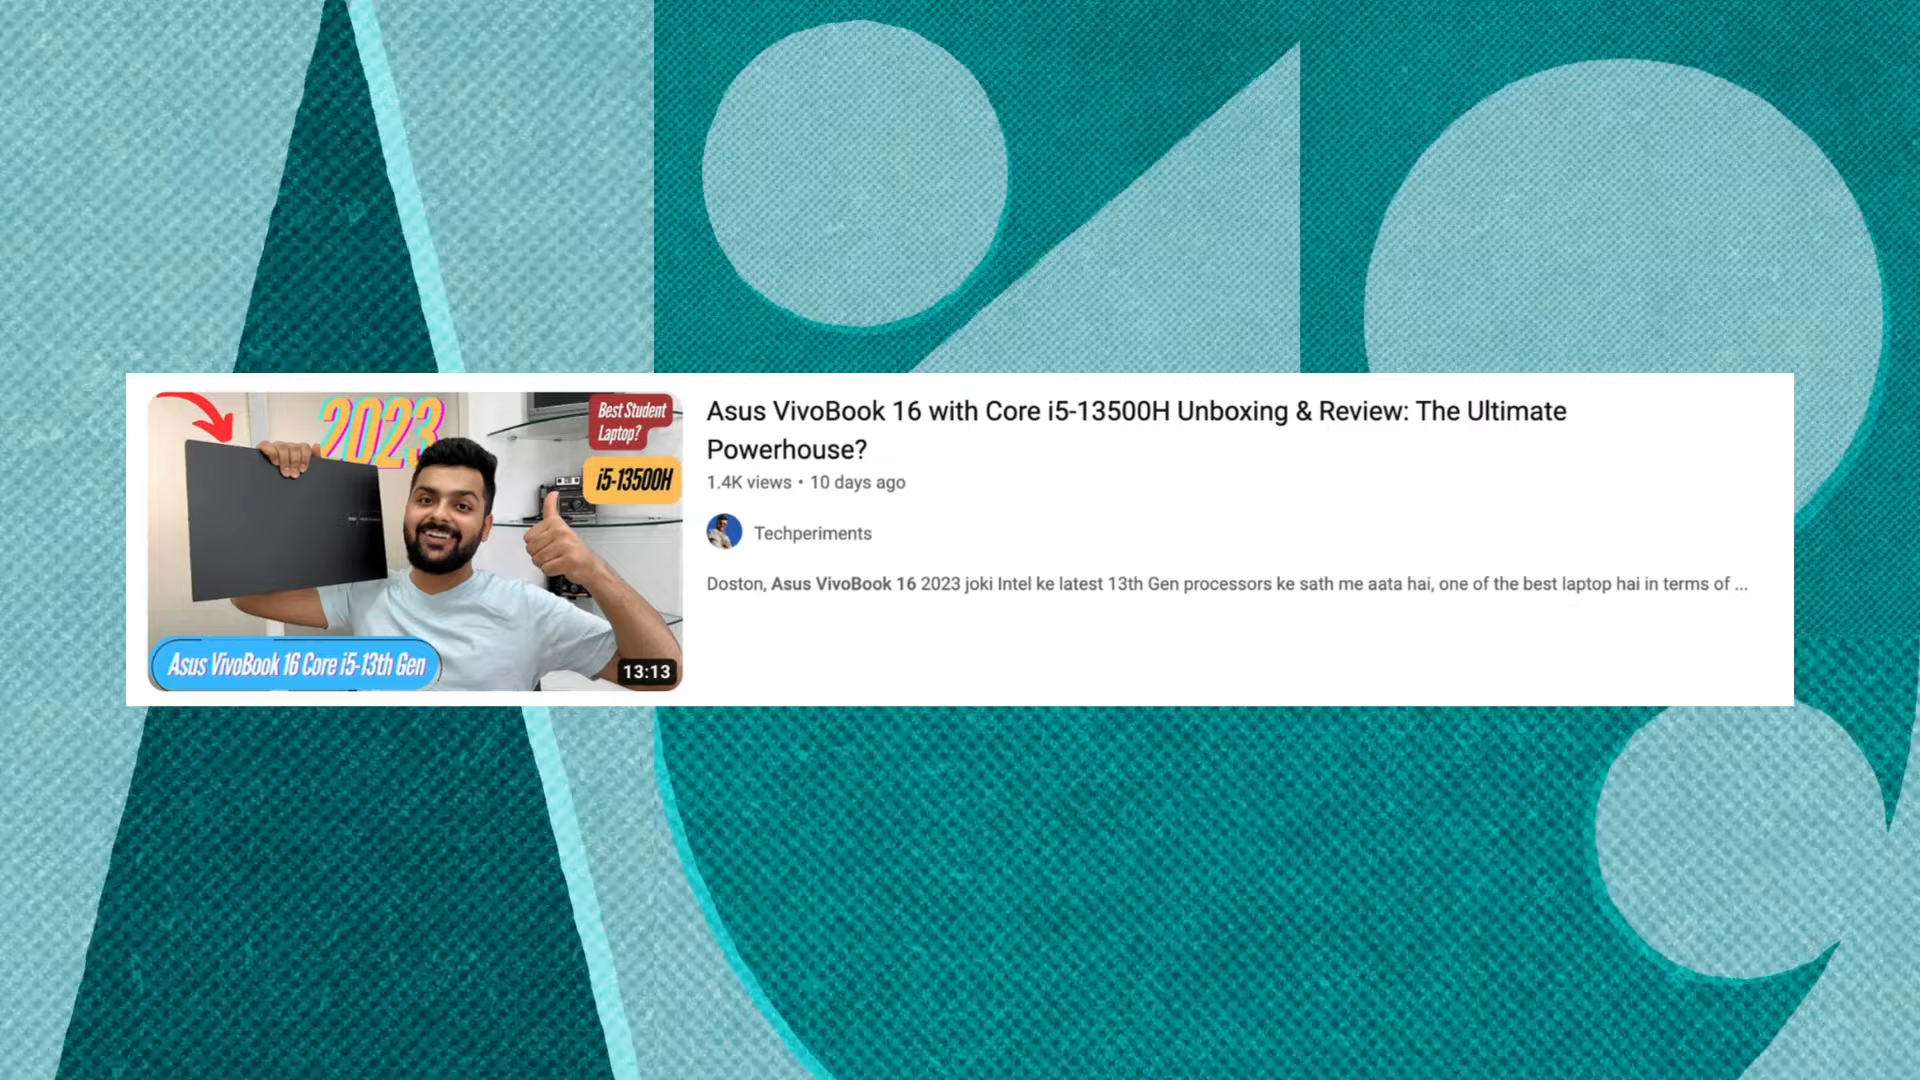 2023
Best Student
Laptop?
i5-13500H
Asus VivoBook 16 Core i5-13th Gen
13:13
Asus VivoBook 16 with Core i5-13500H Unboxing & Review: The Ultimate
Powerhouse?
1.4K views • 10 days ago
Techperiments
Doston, Asus VivoBook 16 2023 joki Intel ke latest 13th Gen processors ke sath me aata hai, one of the best laptop hai in terms of ...